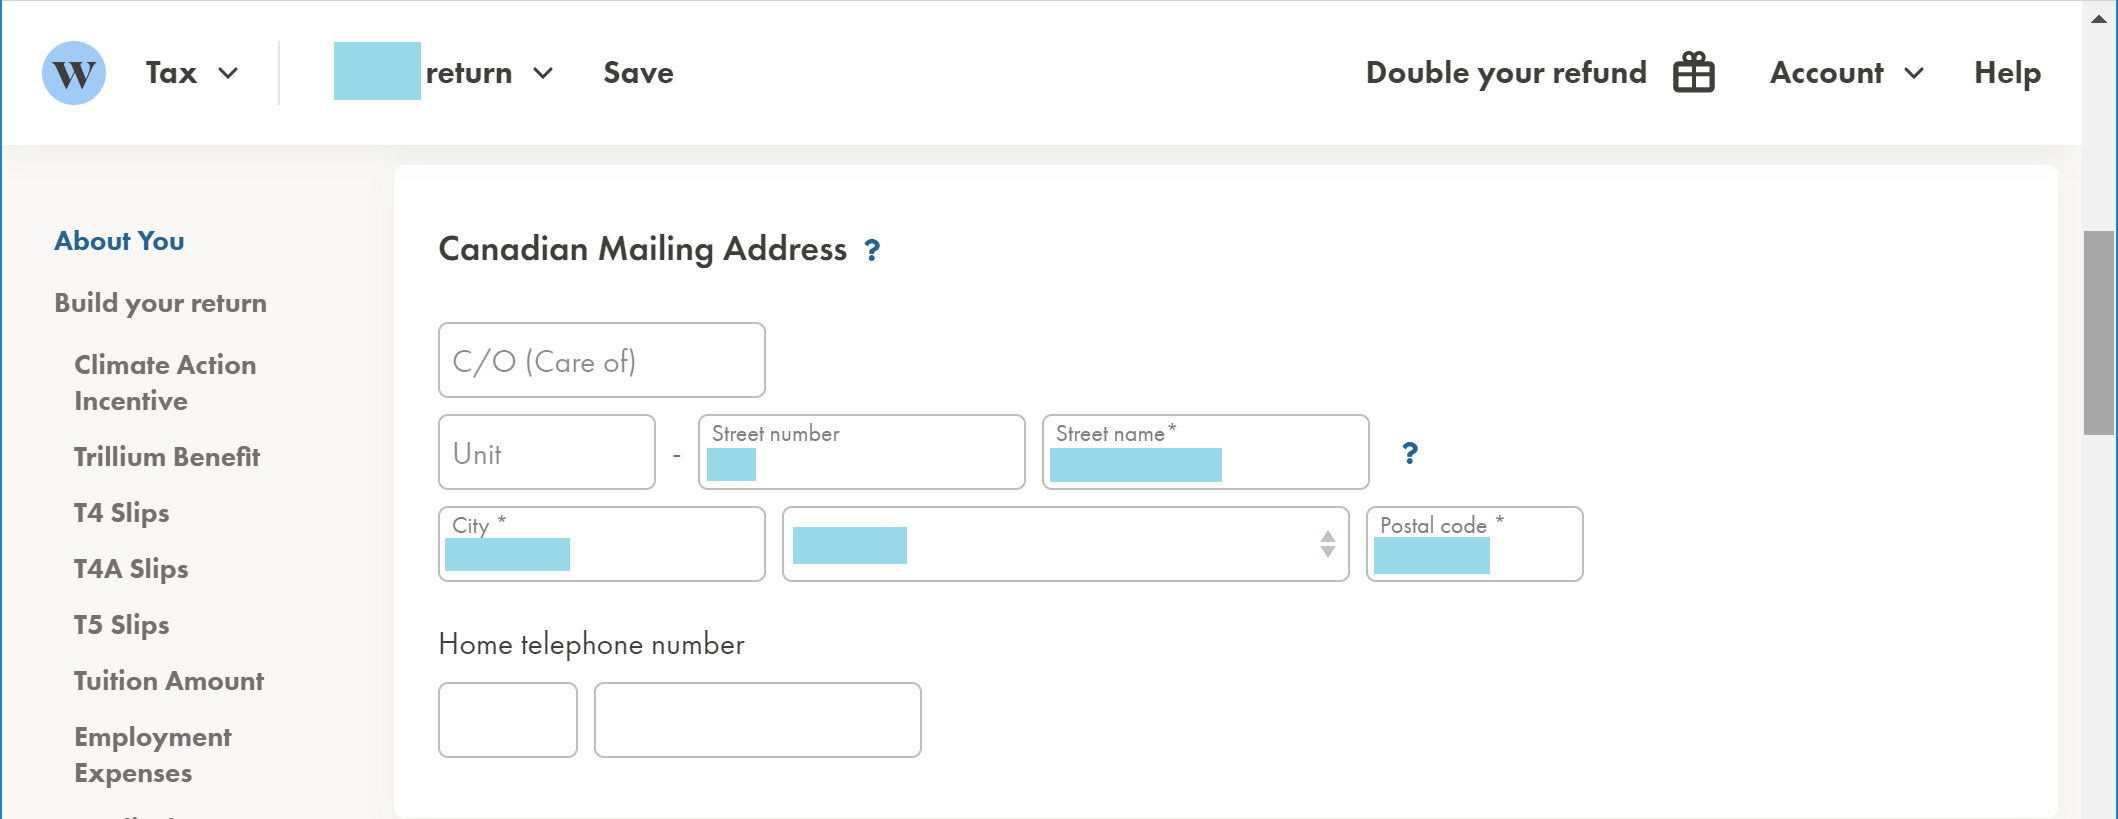 W Tax return Save Double your refund Account Help
About You
Build your return
Climate Action
Incentive
Trillium Benefit
T4 Slips
T4A Slips
T5 Slips
Tuition Amount
Employment
Expenses
Canadian Mailing Address ?
C/O (Care of)
Unit - Street number Street name* ?
City * Postal code *
Home telephone number